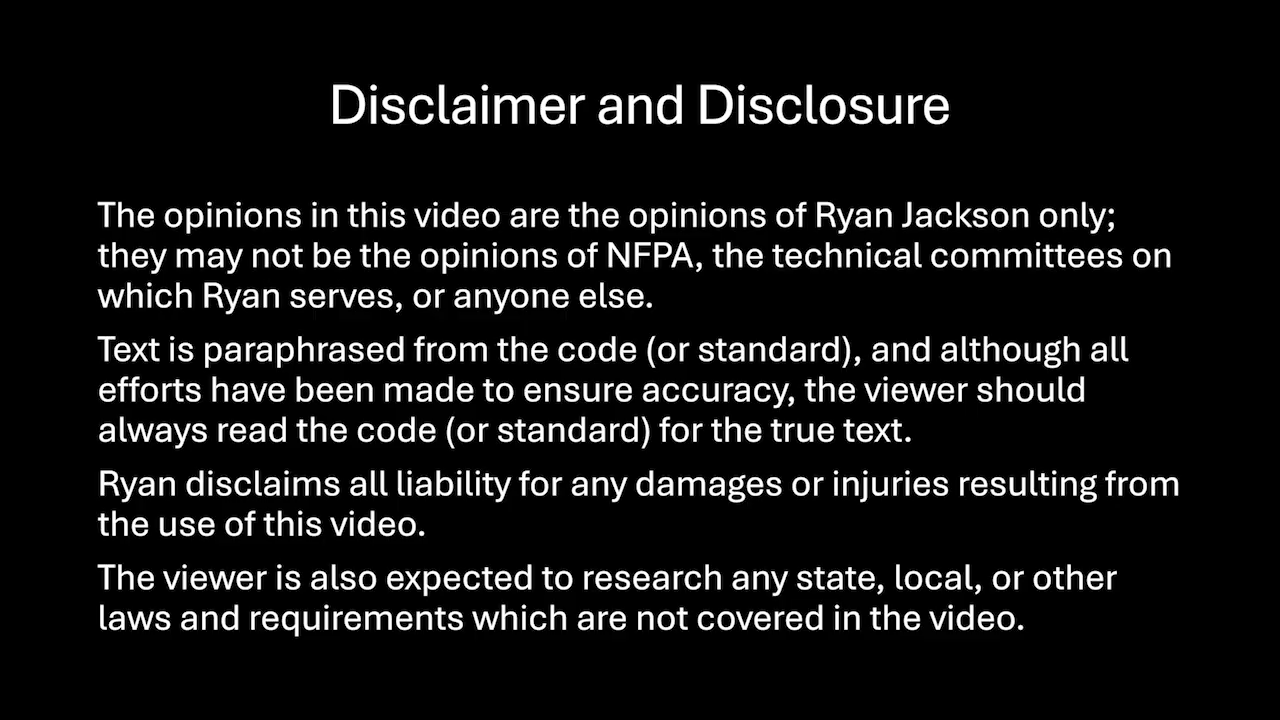 Disclaimer and Disclosure
The opinions in this video are the opinions of Ryan Jackson only;
they may not be the opinions of NFPA, the technical committees on
which Ryan serves, or anyone else.
Text is paraphrased from the code (or standard), and although all
efforts have been made to ensure accuracy, the viewer should
always read the code (or standard) for the true text.
Ryan disclaims all liability for any damages or injuries resulting from
the use of this video.
The viewer is also expected to research any state, local, or other
laws and requirements which are not covered in the video.